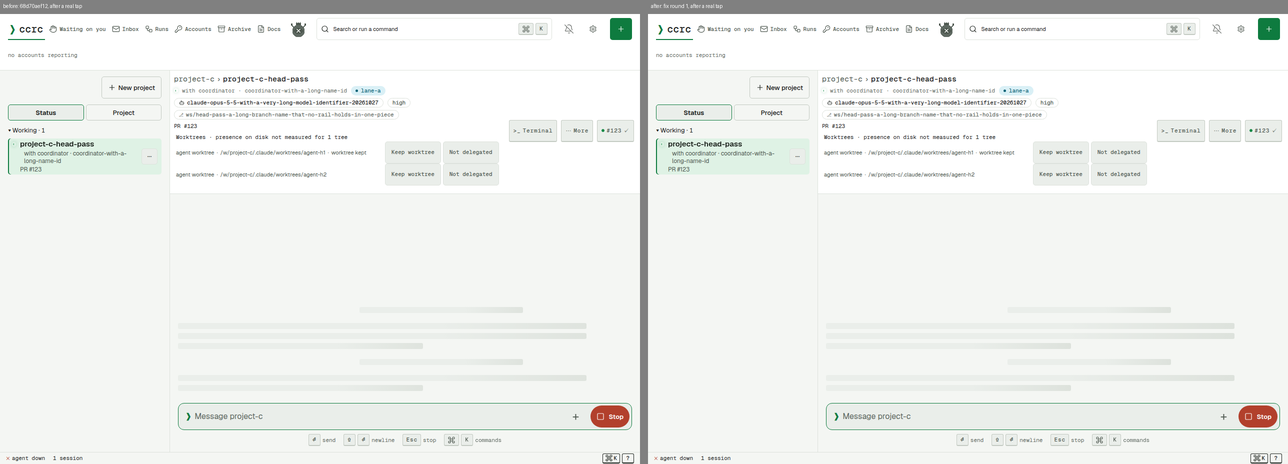 before: 68d70aef12, after a real tap
ccrc Waiting on you Inbox Runs Accounts Archive Docs Search or run a command ⌘ K +
no accounts reporting
+ New project
Status Project
▾ Working · 1
project-c-head-pass
with coordinator · coordinator-with-a-
long-name-id
PR #123
project-c › project-c-head-pass
with coordinator · coordinator-with-a-long-name-id lane-a
claude-opus-5-5-with-a-very-long-model-identifier-20261027 high
ws/head-pass-a-long-branch-name-that-no-rail-holds-in-one-piece
PR #123
Worktrees · presence on disk not measured for 1 tree
agent worktree · /w/project-c/.claude/worktrees/agent-h1 · worktree kept Keep worktree Not delegated
agent worktree · /w/project-c/.claude/worktrees/agent-h2 Keep worktree Not delegated
>_ Terminal ··· More #123 ✓
Message project-c + Stop
send newline Esc stop ⌘ K commands
× agent down 1 session ⌘K ?
after: fix round 1, after a real tap
ccrc Waiting on you Inbox Runs Accounts Archive Docs Search or run a command ⌘ K +
no accounts reporting
+ New project
Status Project
▾ Working · 1
project-c-head-pass
with coordinator · coordinator-with-a-
long-name-id
PR #123
project-c › project-c-head-pass
with coordinator · coordinator-with-a-long-name-id lane-a
claude-opus-5-5-with-a-very-long-model-identifier-20261027 high
ws/head-pass-a-long-branch-name-that-no-rail-holds-in-one-piece
PR #123
Worktrees · presence on disk not measured for 1 tree
agent worktree · /w/project-c/.claude/worktrees/agent-h1 · worktree kept Keep worktree Not delegated
agent worktree · /w/project-c/.claude/worktrees/agent-h2 Keep worktree Not delegated
>_ Terminal ··· More #123 ✓
Message project-c + Stop
send newline Esc stop ⌘ K commands
× agent down 1 session ⌘K ?